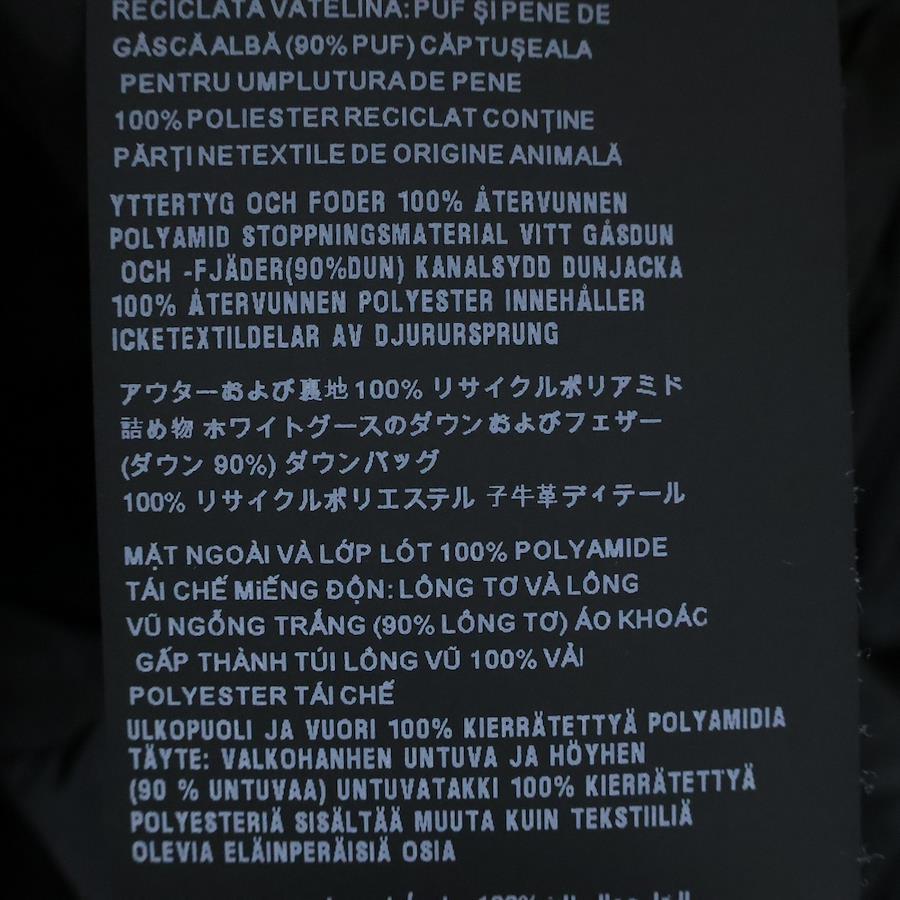 RECICLATA VATELINA: PUF ȘI PENE DE
GÂSCĂ ALBĂ (90% PUF) CĂPTUȘEALA
PENTRU UMPLUTURA DE PENE
100% POLIESTER RECICLAT CONȚINE
PĂRȚI NETEXTILE DE ORIGINE ANIMALĂ
YTTERTYG OCH FODER 100% ÅTERVUNNEN
POLYAMID STOPPNINGSMATERIAL VITT GÅSDUN
OCH -FJÄDER(90%DUN) KANALSYDD DUNJACKA
100% ÅTERVUNNEN POLYESTER INNEHÅLLER
ICKETEXTILDELAR AV DJURURSPRUNG
アウターおよび裏地 100% リサイクルポリアミド
詰め物 ホワイトグースのダウンおよびフェザー
(ダウン 90%) ダウンバッグ
100% リサイクルポリエステル 子牛革ディテール
MẶT NGOÀI VÀ LỚP LÓT 100% POLYAMIDE
TÁI CHẾ MiẾNG ĐỘN: LÔNG TƠ VÀ LÔNG
VŨ NGỖNG TRẮNG (90% LÔNG TƠ) ÁO KHOÁC
GẤP THÀNH TÚI LÔNG VŨ 100% VẢI
POLYESTER TÁI CHẾ
ULKOPUOLI JA VUORI 100% KIERRÄTETTYÄ POLYAMIDIA
TÄYTE: VALKOHANHEN UNTUVA JA HÖYHEN
(90 % UNTUVAA) UNTUVATAKKI 100% KIERRÄTETTYÄ
POLYESTERIÄ SISÄLTÄÄ MUUTA KUIN TEKSTIILIÄ
OLEVIA ELÄINPERÄISIÄ OSIA